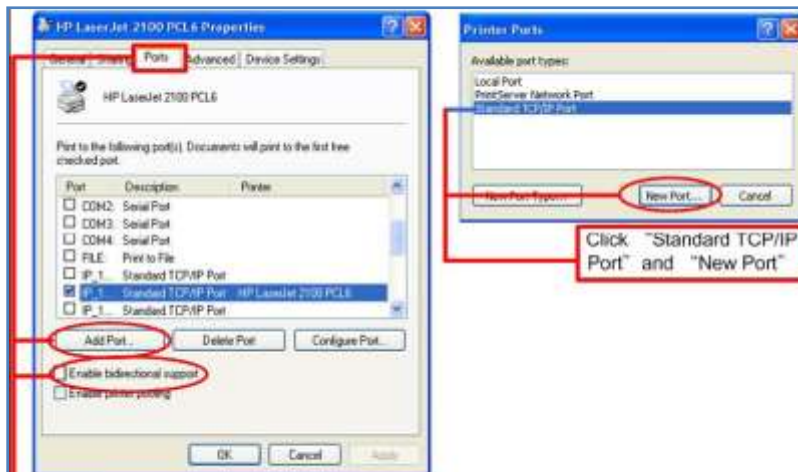 HP LaserJet 2100 PCL6 Properties
General Sharing Ports Advanced Device Settings
HP LaserJet 2100 PCL6
Print to the following port(s). Documents will print to the first free
checked port.
Port Description Printer
COM2: Serial Port
COM3: Serial Port
COM4: Serial Port
FILE: Print to File
IP_1... Standard TCP/IP Port
IP_1... Standard TCP/IP Port HP LaserJet 2100 PCL6
IP_1... Standard TCP/IP Port
Add Port... Delete Port Configure Port...
Enable bidirectional support
Enable printer pooling
OK Cancel Apply
Printer Ports
Available port types:
Local Port
PrintServer Network Port
Standard TCP/IP Port
New Port Type... New Port... Cancel
Click "Standard TCP/IP
Port" and "New Port"